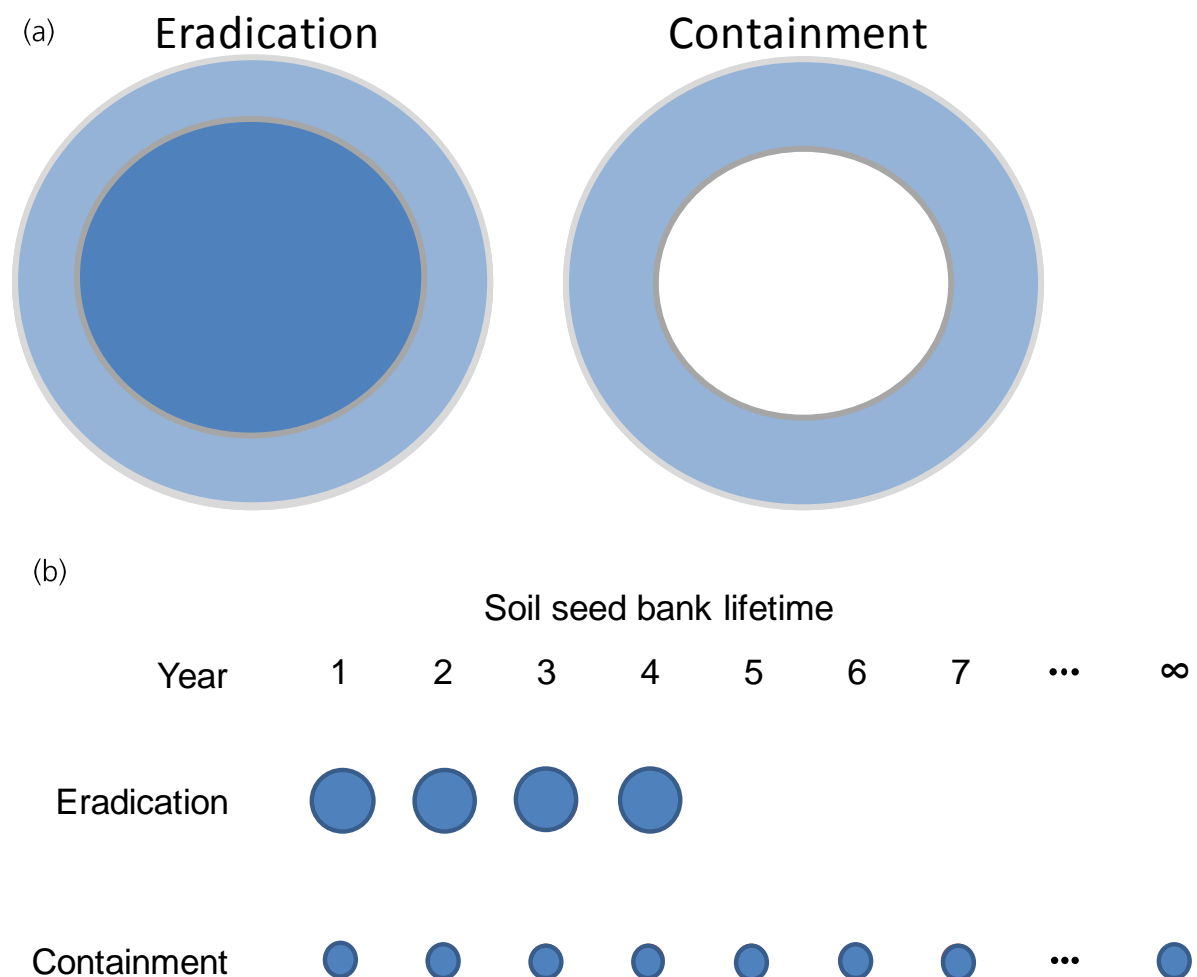 (a) Eradication Containment
(b)
Soil seed bank lifetime
Year 1 2 3 4 5 6 7 ... ∞
Eradication
Containment ...